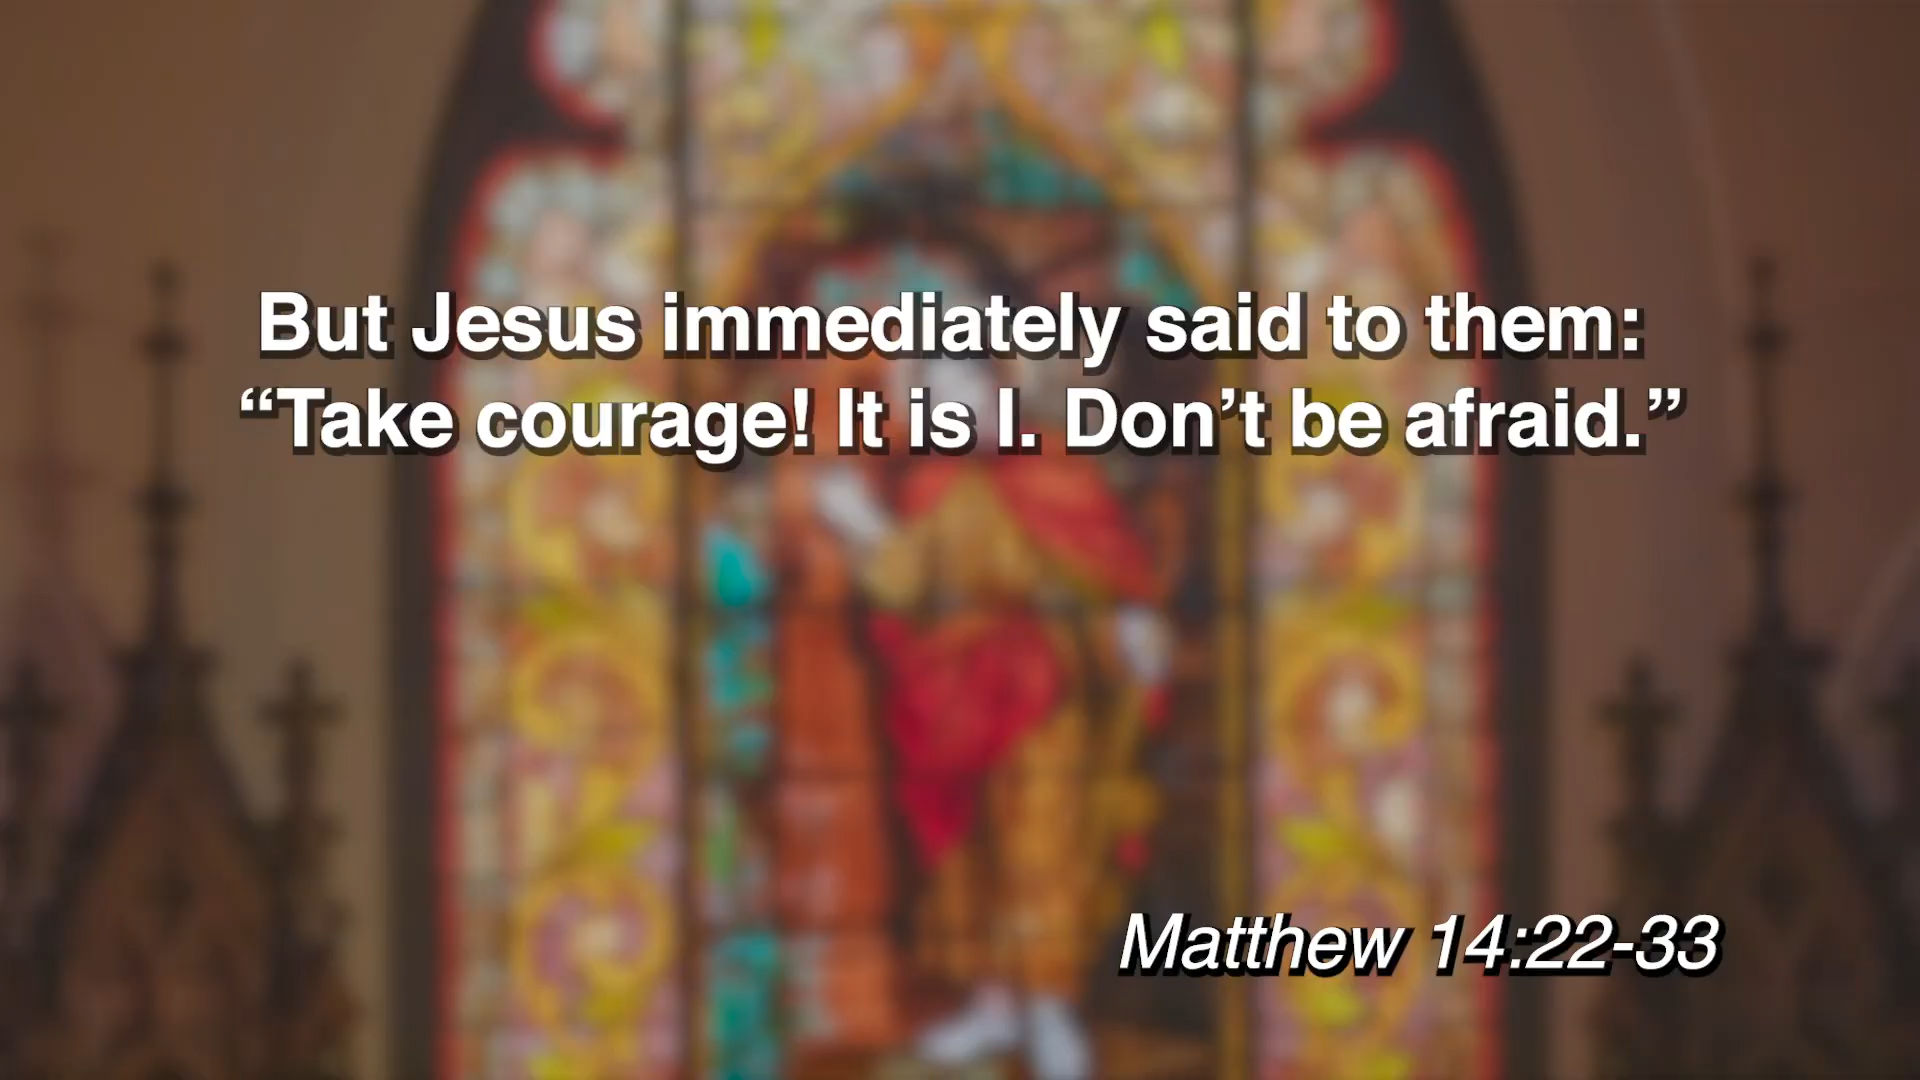 But Jesus immediately said to them:
“Take courage! It is I. Don’t be afraid.”
Matthew 14:22-33